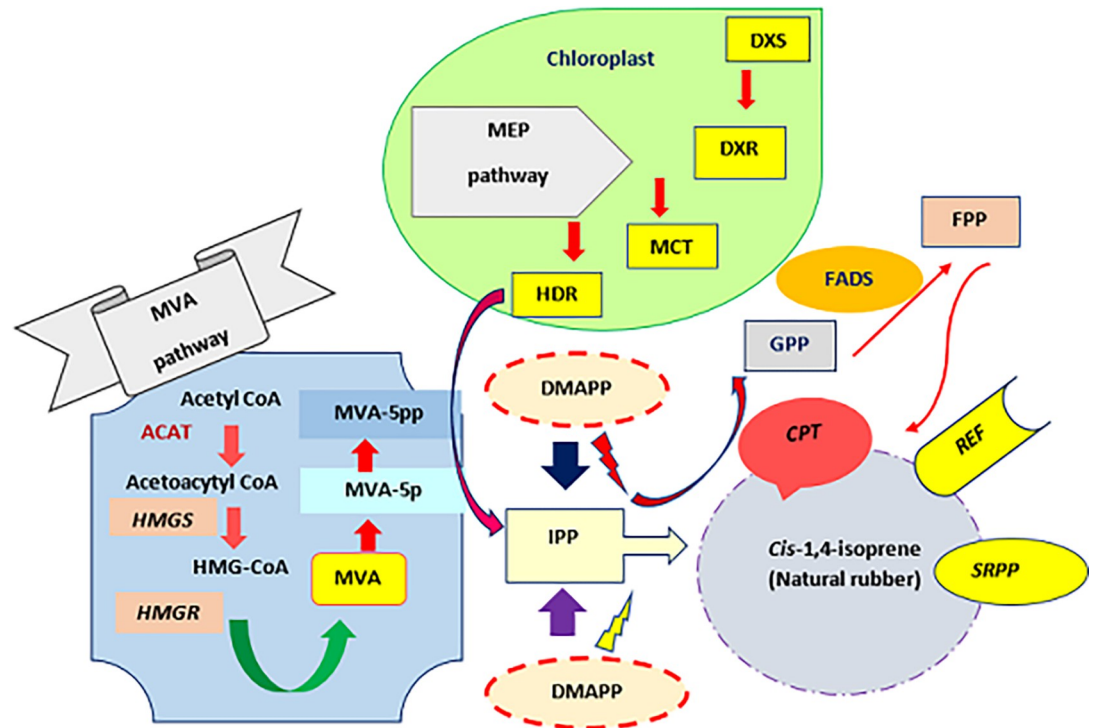 Chloroplast
DXS
MEP
pathway
DXR
MCT
HDR
FPP
FADS
GPP
MVA
pathway
Acetyl CoA
ACAT
Acetoacytyl CoA
HMGS
HMG-CoA
HMGR
MVA-5pp
MVA-5p
MVA
DMAPP
IPP
DMAPP
CPT
REF
Cis-1,4-isoprene
(Natural rubber)
SRPP